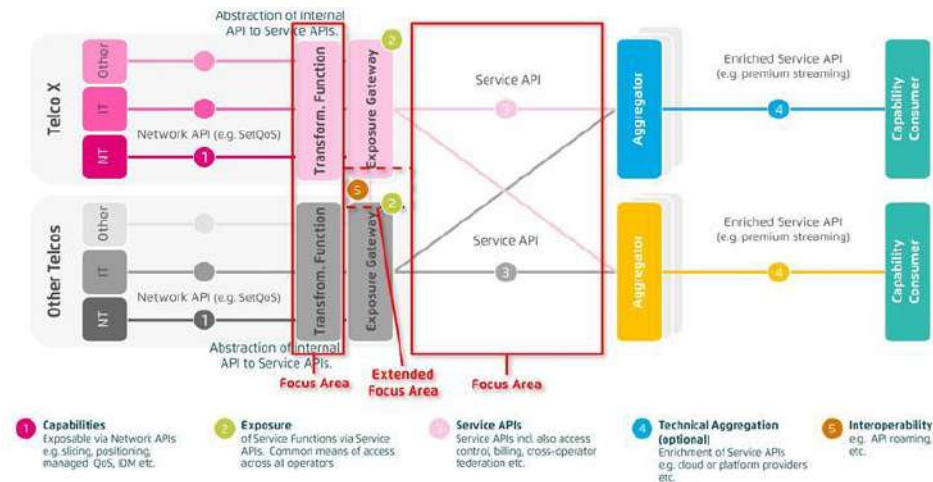 Abstraction of Internal
API to Service APIs.
Telco X
Other
IT
NT
Network API (e.g. SetQoS)
1
Transform. Function
Exposure Gateway
2
Service API
3
Aggregator
Enriched Service API
(e.g. premium streaming)
4
Capability
Consumer
5
2
Other Telcos
Other
IT
NT
Network API (e.g. SetQoS)
1
Transfrom. Function
Exposure Gateway
Service API
3
Aggregator
Enriched Service API
(e.g. premium streaming)
4
Capability
Consumer
Abstraction of internal
API to Service APIs.
Focus Area
Extended
Focus Area
Focus Area
1 Capabilities
Exposable via Network APIs
e.g. slicing, positioning,
managed QoS, IDM etc.
2 Exposure
of Service Functions via Service
APIs. Common means of access
across all operators
3 Service APIs
Service APIs incl. also access
control, billing, cross-operator
federation etc.
4 Technical Aggregation
(optional)
Enrichment of Service APIs
e.g. cloud or platform providers
etc.
5 Interoperability
e.g. API roaming,
etc.